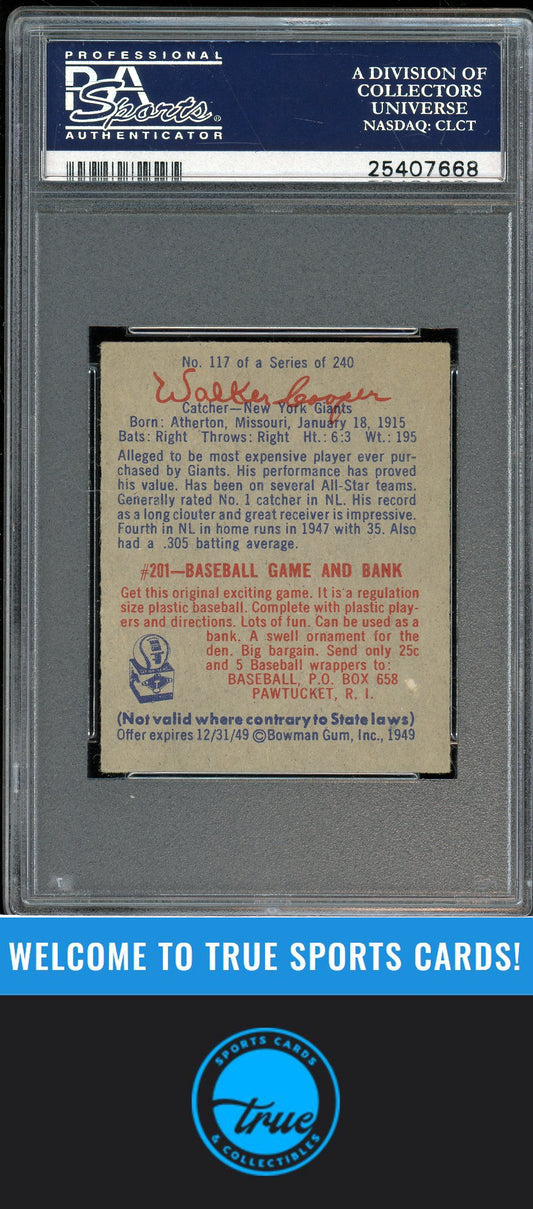 PROFESSIONAL
PSA
Sports®
AUTHENTICATOR
A DIVISION OF
COLLECTORS
UNIVERSE
NASDAQ: CLCT
25407668
No. 117 of a Series of 240
Walker Cooper
Catcher—New York Giants
Born: Atherton, Missouri, January 18, 1915
Bats: Right Throws: Right Ht.: 6:3 Wt.: 195
Alleged to be most expensive player ever pur-
chased by Giants. His performance has proved
his value. Has been on several All-Star teams.
Generally rated No. 1 catcher in NL. His record
as a long clouter and great receiver is impressive.
Fourth in NL in home runs in 1947 with 35. Also
had a .305 batting average.
#201—BASEBALL GAME AND BANK
Get this original exciting game. It is a regulation
size plastic baseball. Complete with plastic play-
ers and directions. Lots of fun. Can be used as a
bank. A swell ornament for the
den. Big bargain. Send only 25c
and 5 Baseball wrappers to:
BASEBALL, P.O. BOX 658
PAWTUCKET, R. I.
(Not valid where contrary to State laws)
Offer expires 12/31/49 ©Bowman Gum, Inc., 1949
WELCOME TO TRUE SPORTS CARDS!
SPORTS CARDS
true
& COLLECTIBLES